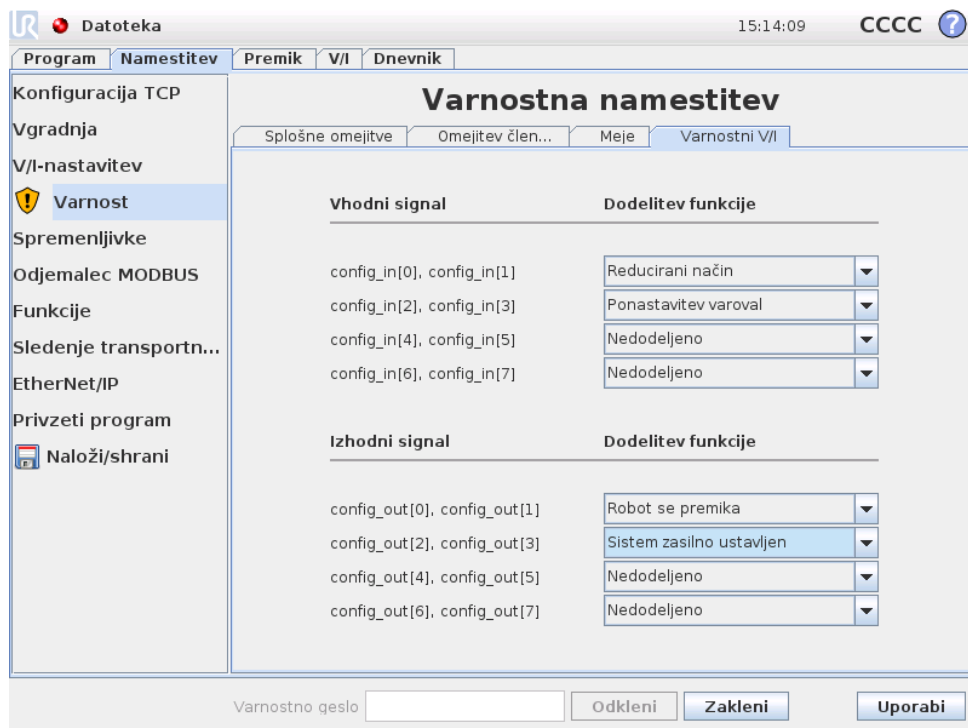 UR Datoteka 15:14:09 CCCC ?
Program Namestitev Premik V/I Dnevnik
Konfiguracija TCP
Vgradnja
V/I-nastavitev
Varnost
Spremenljivke
Odjemalec MODBUS
Funkcije
Sledenje transportn...
EtherNet/IP
Privzeti program
Naloži/shrani
Varnostna namestitev
Splošne omejitve Omejitev člen... Meje Varnostni V/I
Vhodni signal Dodelitev funkcije
config_in[0], config_in[1] Reducirani način
config_in[2], config_in[3] Ponastavitev varoval
config_in[4], config_in[5] Nedodeljeno
config_in[6], config_in[7] Nedodeljeno
Izhodni signal Dodelitev funkcije
config_out[0], config_out[1] Robot se premika
config_out[2], config_out[3] Sistem zasilno ustavljen
config_out[4], config_out[5] Nedodeljeno
config_out[6], config_out[7] Nedodeljeno
Varnostno geslo Odkleni Zakleni Uporabi